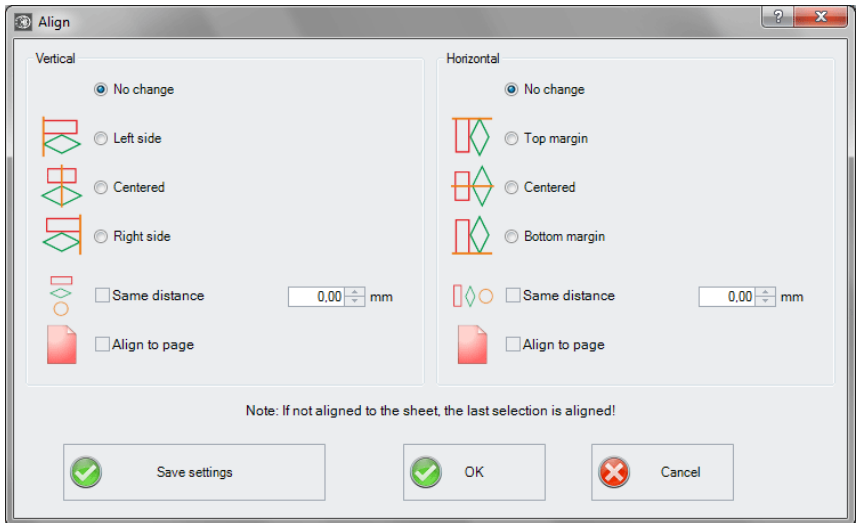 Align
?
Vertical
No change
Left side
Centered
Right side
Same distance 0,00 mm
Align to page
Horizontal
No change
Top margin
Centered
Bottom margin
Same distance 0,00 mm
Align to page
Note: If not aligned to the sheet, the last selection is aligned!
Save settings
OK
Cancel